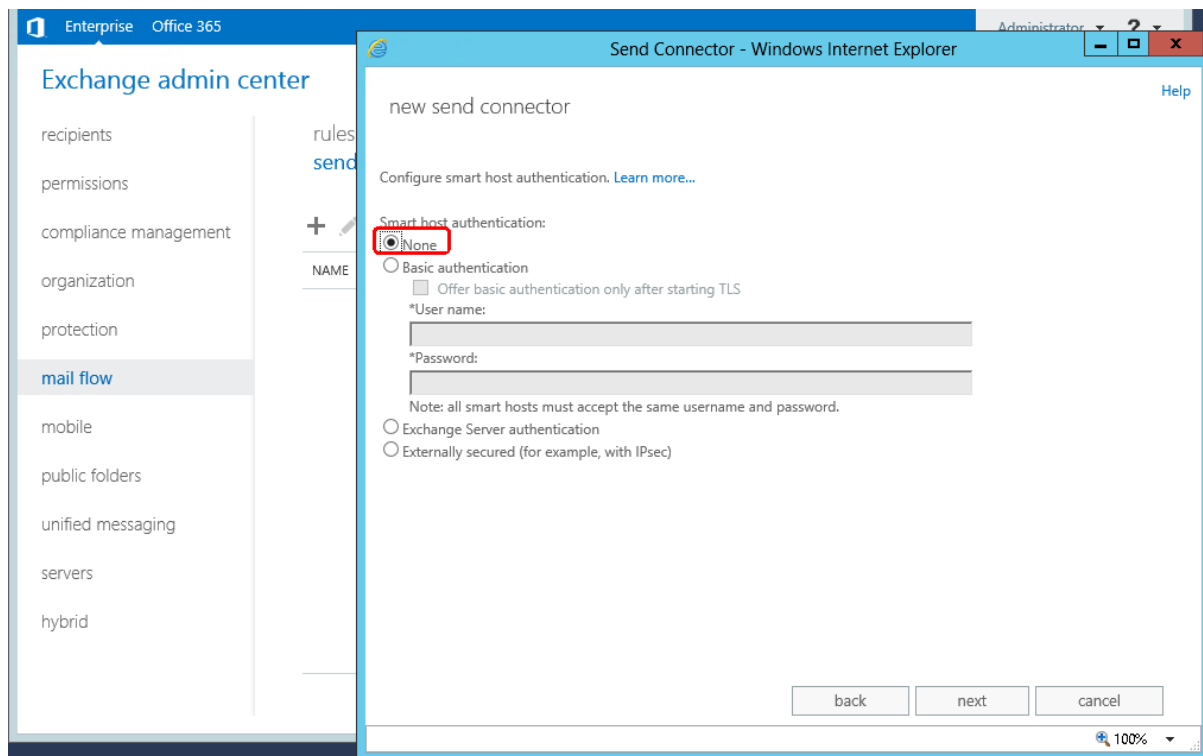 Enterprise Office 365
Administrator ?
Exchange admin center
recipients
permissions
compliance management
organization
protection
mail flow
mobile
public folders
unified messaging
servers
hybrid
rules
send
NAME
Send Connector - Windows Internet Explorer
Help
new send connector
Configure smart host authentication. Learn more...
Smart host authentication:
None
Basic authentication
Offer basic authentication only after starting TLS
*User name:
*Password:
Note: all smart hosts must accept the same username and password.
Exchange Server authentication
Externally secured (for example, with IPsec)
back next cancel
100%